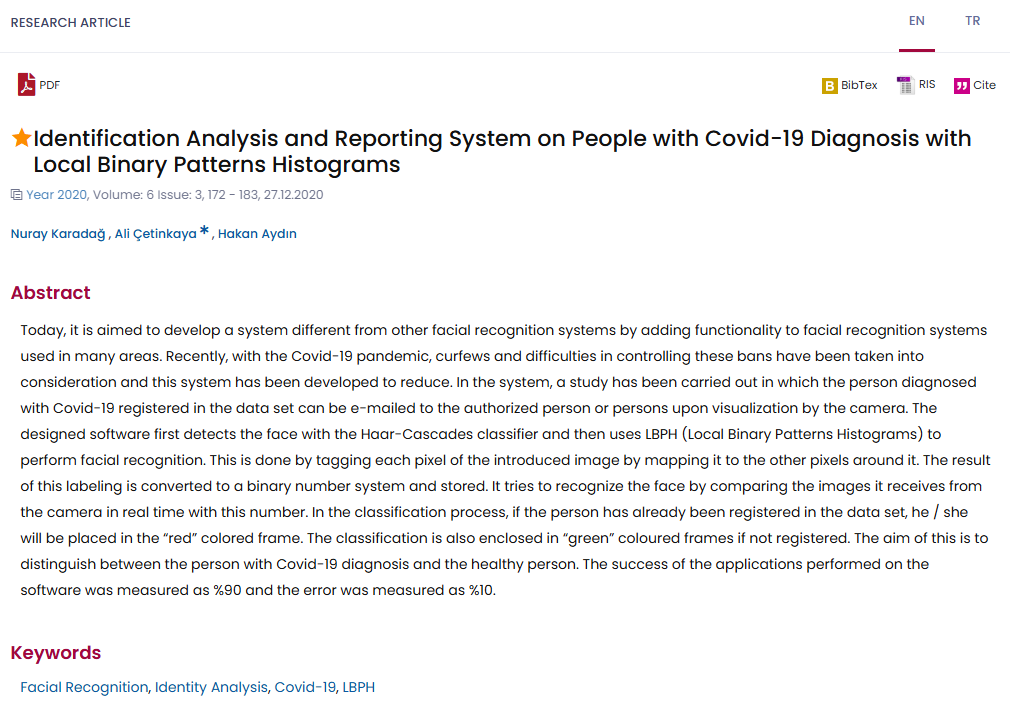 RESEARCH ARTICLE
EN
TR
PDF
BibTex
RIS
Cite
Identification Analysis and Reporting System on People with Covid-19 Diagnosis with
Local Binary Patterns Histograms
Year 2020, Volume: 6 Issue: 3, 172 - 183, 27.12.2020
Nuray Karadağ , Ali Çetinkaya * , Hakan Aydın
Abstract
Today, it is aimed to develop a system different from other facial recognition systems by adding functionality to facial recognition systems
used in many areas. Recently, with the Covid-19 pandemic, curfews and difficulties in controlling these bans have been taken into
consideration and this system has been developed to reduce. In the system, a study has been carried out in which the person diagnosed
with Covid-19 registered in the data set can be e-mailed to the authorized person or persons upon visualization by the camera. The
designed software first detects the face with the Haar-Cascades classifier and then uses LBPH (Local Binary Patterns Histograms) to
perform facial recognition. This is done by tagging each pixel of the introduced image by mapping it to the other pixels around it. The result
of this labeling is converted to a binary number system and stored. It tries to recognize the face by comparing the images it receives from
the camera in real time with this number. In the classification process, if the person has already been registered in the data set, he / she
will be placed in the “red” colored frame. The classification is also enclosed in “green” coloured frames if not registered. The aim of this is to
distinguish between the person with Covid-19 diagnosis and the healthy person. The success of the applications performed on the
software was measured as %90 and the error was measured as %10.
Keywords
Facial Recognition, Identity Analysis, Covid-19, LBPH